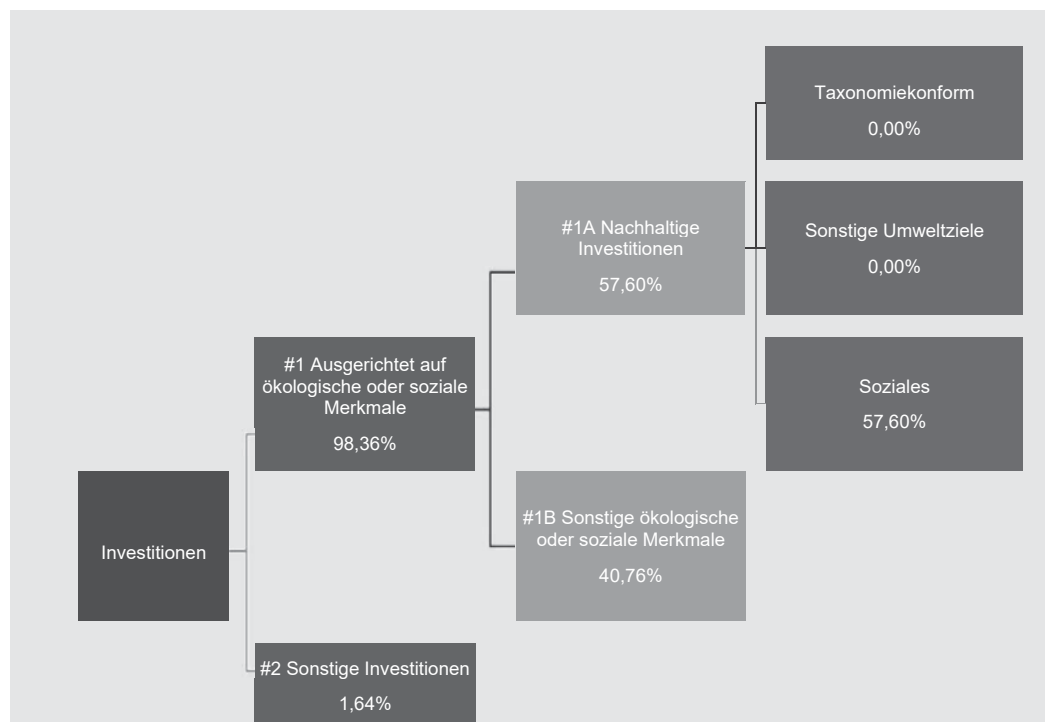 Taxonomiekonform
0,00%
#1A Nachhaltige
Investitionen
57,60%
Sonstige Umweltziele
0,00%
#1 Ausgerichtet auf
ökologische oder soziale
Merkmale
98,36%
Soziales
57,60%
Investitionen
#1B Sonstige ökologische
oder soziale Merkmale
40,76%
#2 Sonstige Investitionen
1,64%